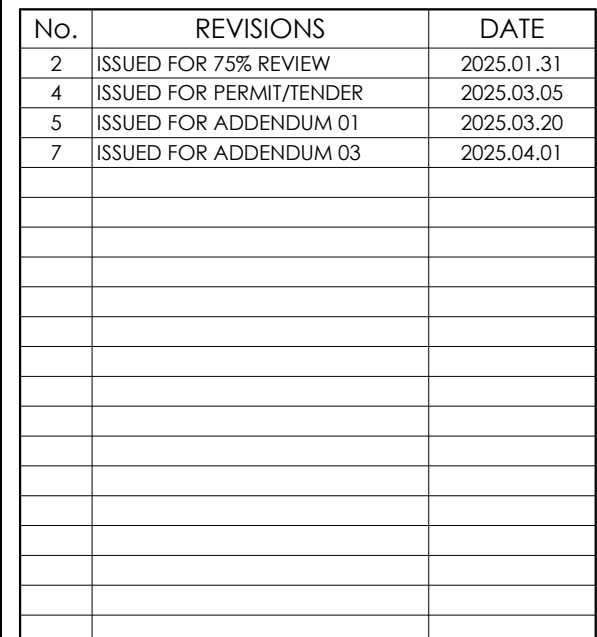 No. REVISIONS DATE
2 ISSUED FOR 75% REVIEW 2025.01.31
4 ISSUED FOR PERMIT/TENDER 2025.03.05
5 ISSUED FOR ADDENDUM 01 2025.03.20
7 ISSUED FOR ADDENDUM 03 2025.04.01